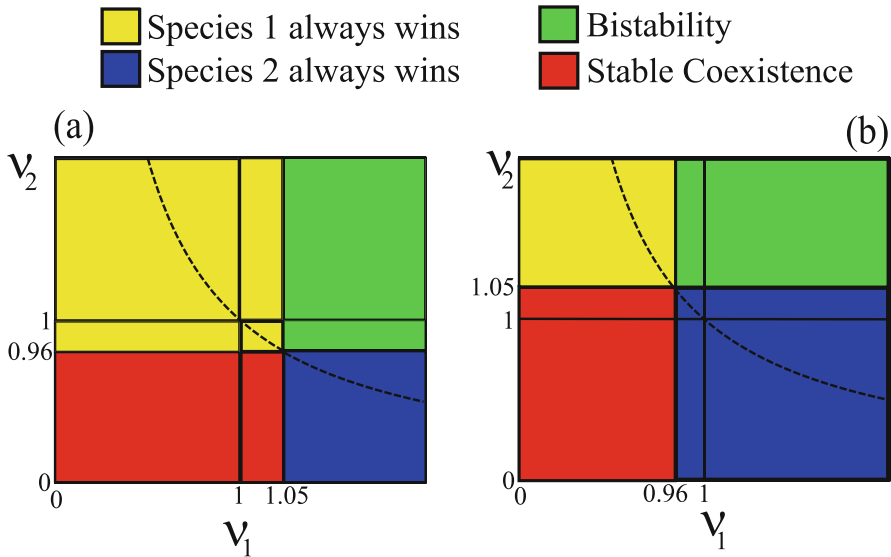 Species 1 always wins
Species 2 always wins
Bistability
Stable Coexistence
(a)
ν2
1
0.96
0
0
1
1.05
ν1
(b)
ν2
1.05
1
0
0
0.96
1
ν1